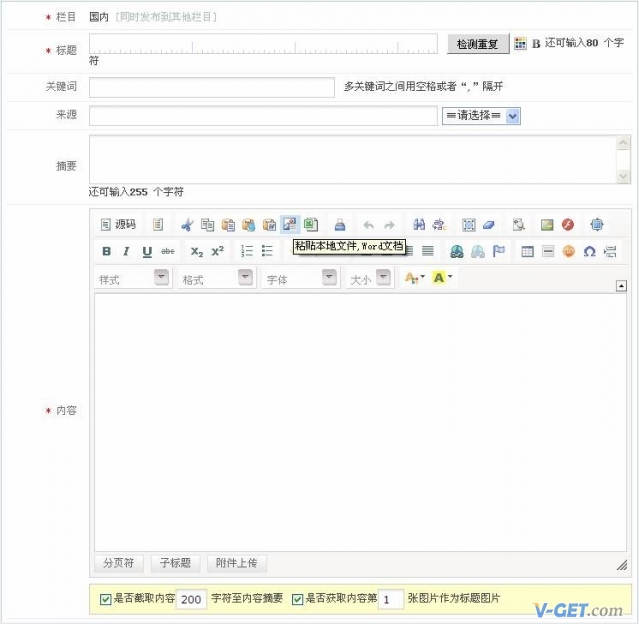 * 栏目 国内 [同时发布到其他栏目]
* 标题 检测重复 B 还可输入80 个字
符
关键词 多关键词之间用空格或者“,”隔开
来源 ＝请选择＝
摘要
还可输入255 个字符
源码
粘贴本地文件,Word文档
B I U abc X₂ X² Ω
样式 格式 字体 大小 A A
* 内容
分页符 子标题 附件上传
是否截取内容 200 字符至内容摘要 是否获取内容第 1 张图片作为标题图片
V-GET.com